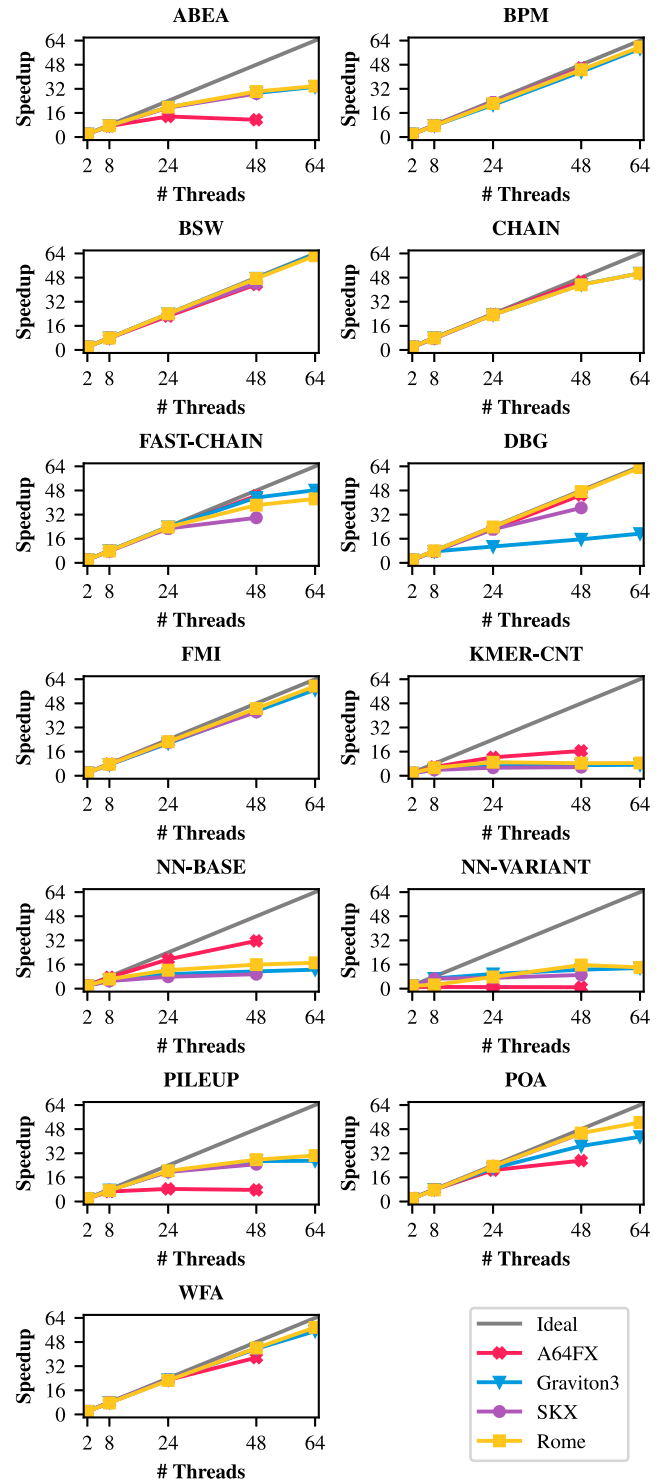 ABEA
BPM
Speedup
64
48
32
16
0
2 8 24 48 64
# Threads
Speedup
64
48
32
16
0
2 8 24 48 64
# Threads
BSW
CHAIN
Speedup
64
48
32
16
0
2 8 24 48 64
# Threads
Speedup
64
48
32
16
0
2 8 24 48 64
# Threads
FAST-CHAIN
DBG
Speedup
64
48
32
16
0
2 8 24 48 64
# Threads
Speedup
64
48
32
16
0
2 8 24 48 64
# Threads
FMI
KMER-CNT
Speedup
64
48
32
16
0
2 8 24 48 64
# Threads
Speedup
64
48
32
16
0
2 8 24 48 64
# Threads
NN-BASE
NN-VARIANT
Speedup
64
48
32
16
0
2 8 24 48 64
# Threads
Speedup
64
48
32
16
0
2 8 24 48 64
# Threads
PILEUP
POA
Speedup
64
48
32
16
0
2 8 24 48 64
# Threads
Speedup
64
48
32
16
0
2 8 24 48 64
# Threads
WFA
Speedup
64
48
32
16
0
2 8 24 48 64
# Threads
Ideal
A64FX
Graviton3
SKX
Rome